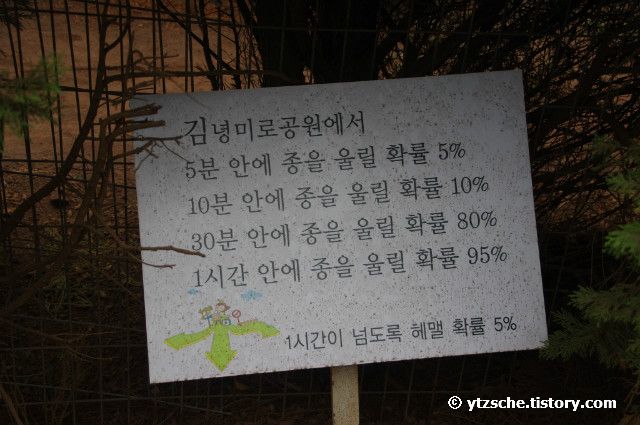 김녕미로공원에서
5분 안에 종을 울릴 확률 5%
10분 안에 종을 울릴 확률 10%
30분 안에 종을 울릴 확률 80%
1시간 안에 종을 울릴 확률 95%
1시간이 넘도록 헤맬 확률 5%
© ytzsche.tistory.com